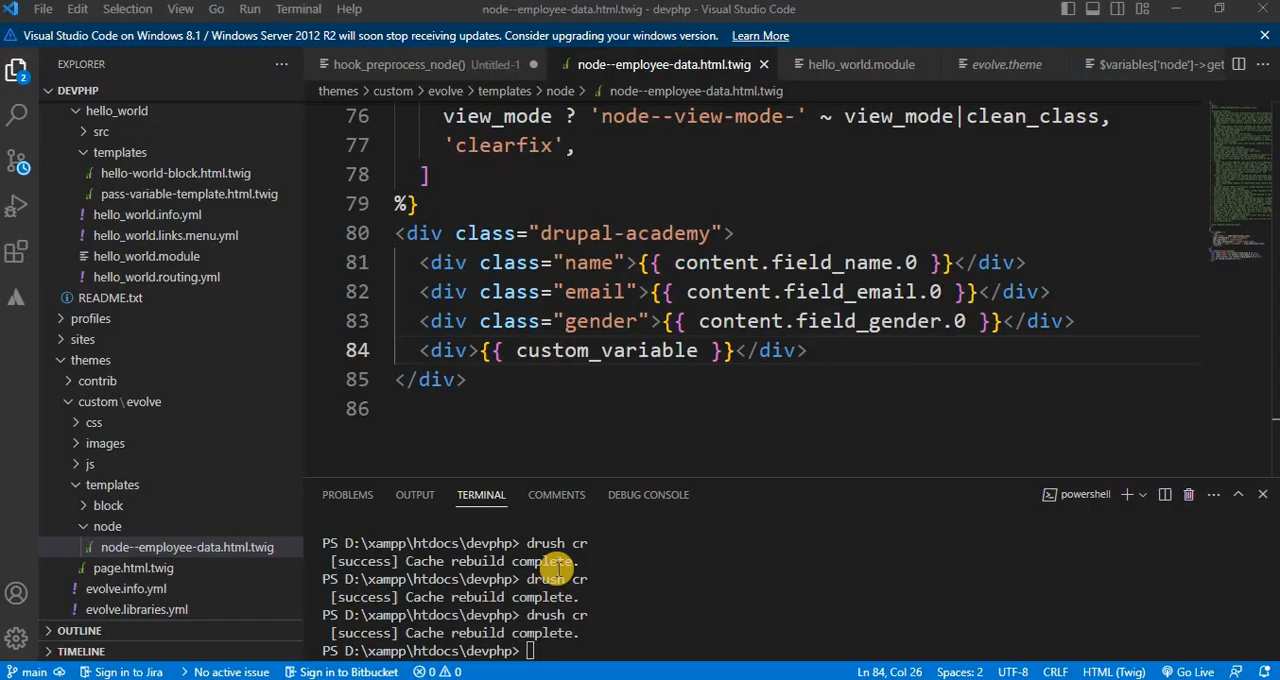 File Edit Selection View Go Run Terminal Help node--employee-data.html.twig - devphp - Visual Studio Code
Visual Studio Code on Windows 8.1 / Windows Server 2012 R2 will soon stop receiving updates. Consider upgrading your windows version. Learn More
2
EXPLORER
hook_preprocess_node() Untitled-1 node--employee-data.html.twig hello_world.module evolve.theme $variables['node']->get
DEVPHP
themes > custom > evolve > templates > node > node--employee-data.html.twig
hello_world
src
templates
hello-world-block.html.twig
pass-variable-template.html.twig
hello_world.info.yml
hello_world.links.menu.yml
hello_world.module
hello_world.routing.yml
README.txt
profiles
sites
themes
contrib
custom\evolve
css
images
js
templates
block
node
node--employee-data.html.twig
page.html.twig
evolve.info.yml
evolve.libraries.yml
OUTLINE
TIMELINE
76 view_mode ? 'node--view-mode-' ~ view_mode|clean_class,
77 'clearfix',
78 ]
79 %}
80 <div class="drupal-academy">
81 <div class="name">{{ content.field_name.0 }}</div>
82 <div class="email">{{ content.field_email.0 }}</div>
83 <div class="gender">{{ content.field_gender.0 }}</div>
84 <div>{{ custom_variable }}</div>
85 </div>
86
PROBLEMS OUTPUT TERMINAL COMMENTS DEBUG CONSOLE powershell
PS D:\xampp\htdocs\devphp> drush cr
[success] Cache rebuild complete.
PS D:\xampp\htdocs\devphp> drush cr
[success] Cache rebuild complete.
PS D:\xampp\htdocs\devphp> drush cr
[success] Cache rebuild complete.
PS D:\xampp\htdocs\devphp>
main Sign in to Jira No active issue Sign in to Bitbucket 0 0 Ln 84, Col 26 Spaces: 2 UTF-8 CRLF HTML (Twig) Go Live